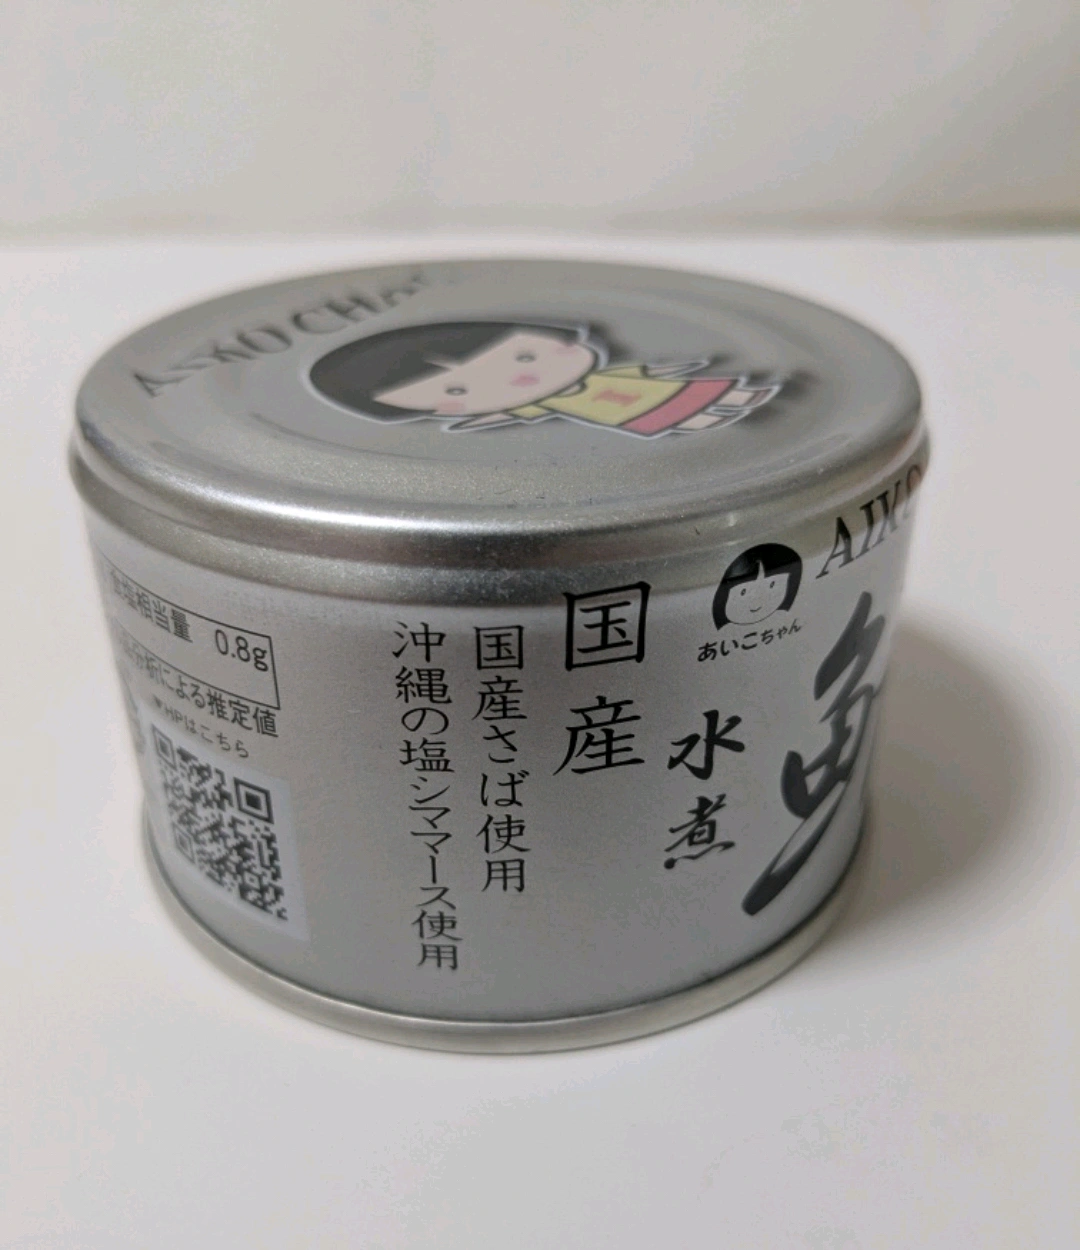 AIKO CHAN
国産
水煮
国産さば使用
沖縄の塩シママース使用
あいこちゃん
相当量 0.8g
分析による推定値
HPはこちら